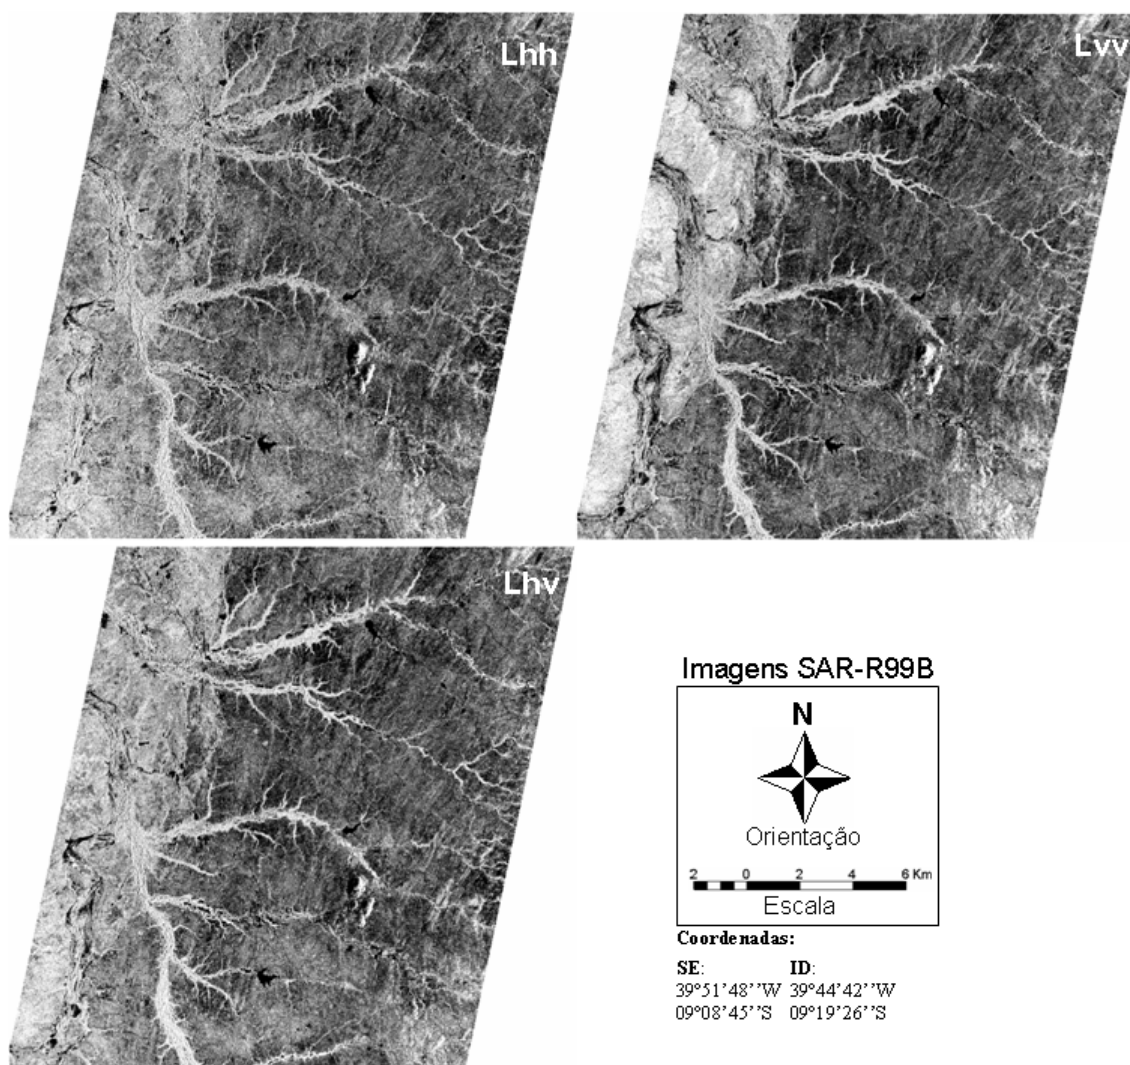 Lhh
Lvv
Lhv
Imagens SAR-R99B
N
Orientação
2 0 2 4 6 Km
Escala
Coordenadas:
SE: ID:
39°51'48''W 39°44'42''W
09°08'45''S 09°19'26''S